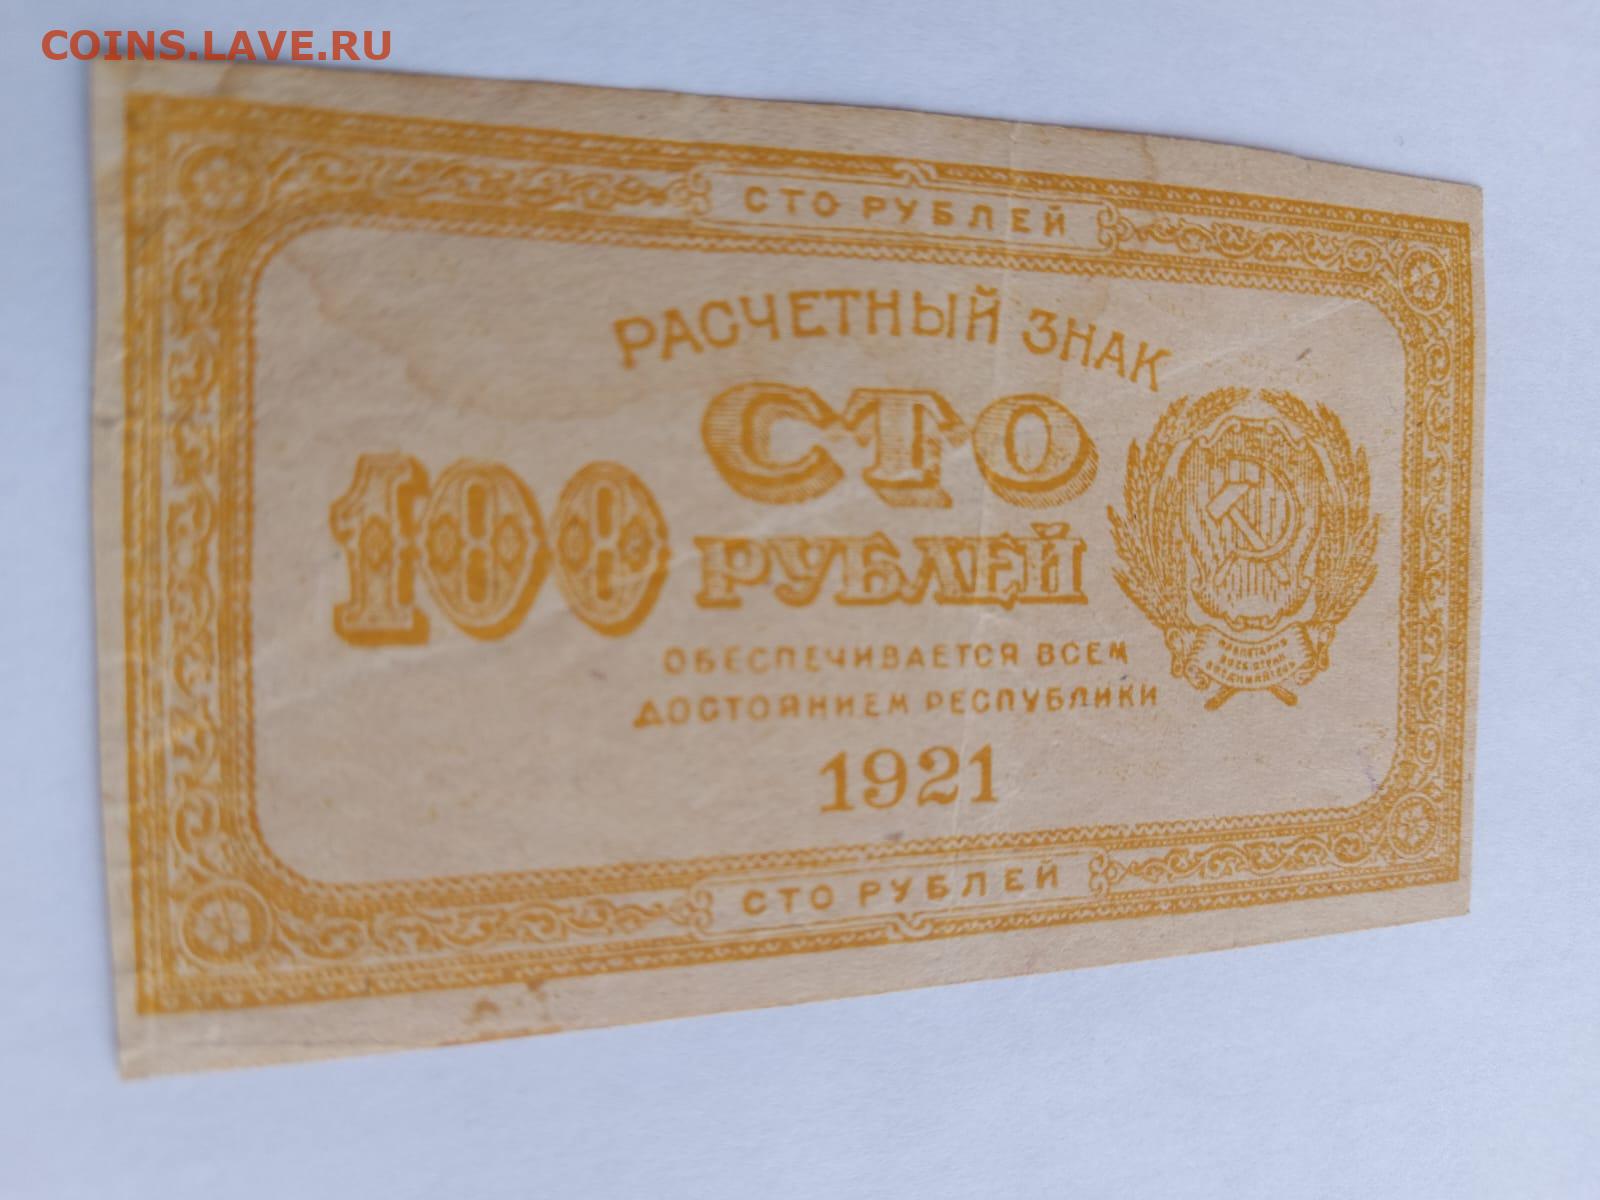 COINS.LAVE.RU
СТО РУБЛЕЙ
РАСЧЕТНЫЙ ЗНАК
100
СТО
РУБЛЕЙ
ОБЕСПЕЧИВАЕТСЯ ВСЕМ
ДОСТОЯНИЕМ РЕСПУБЛИКИ
1921
СТО РУБЛЕЙ